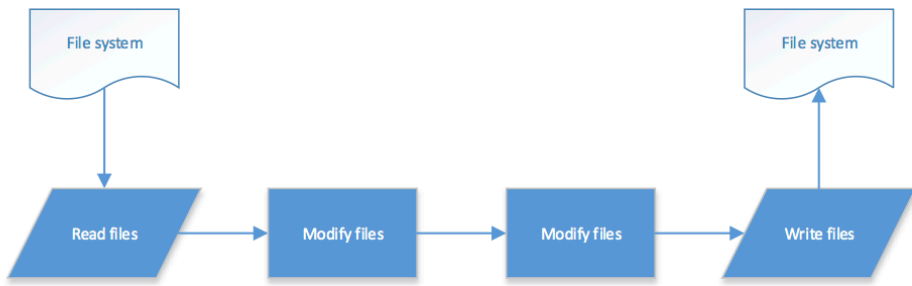 File system
File system
Read files
Modify files
Modify files
Write files